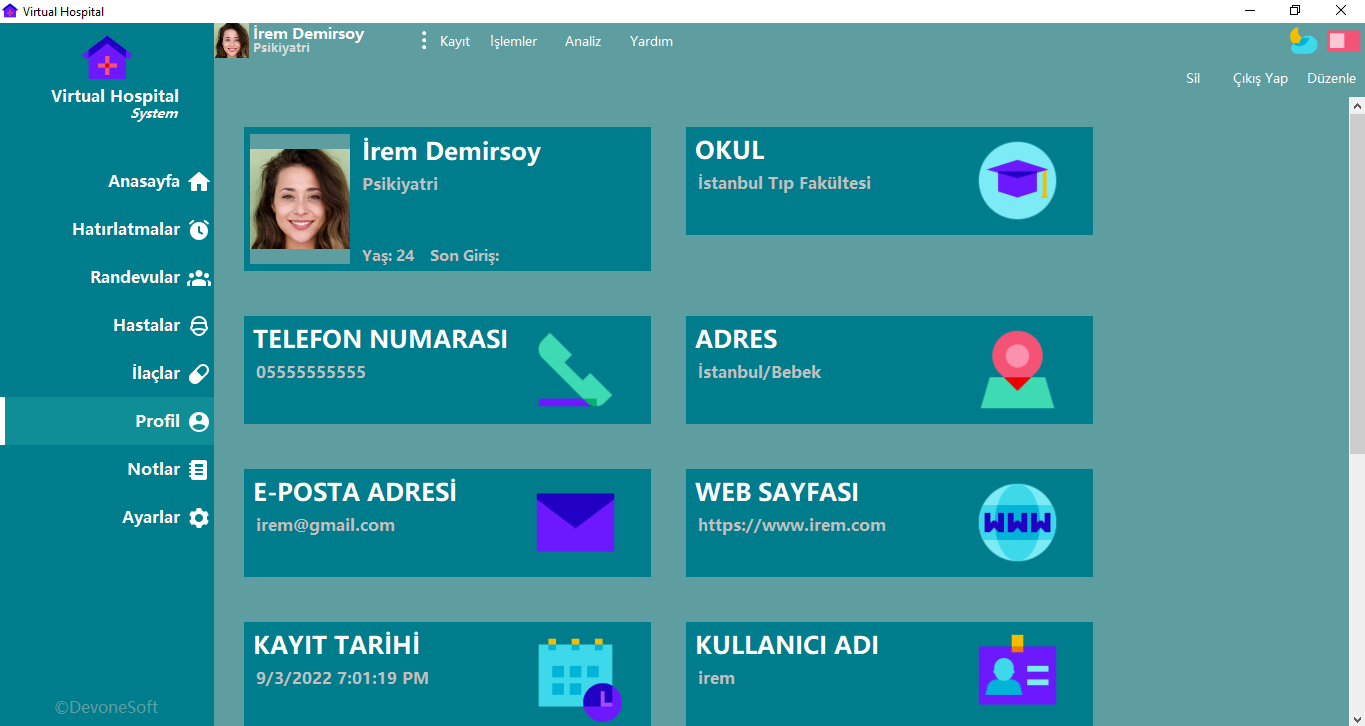 Virtual Hospital
Virtual Hospital
System
Anasayfa
Hatırlatmalar
Randevular
Hastalar
İlaçlar
Profil
Notlar
Ayarlar
©DevoneSoft
İrem Demirsoy
Psikiyatri
Kayıt İşlemler Analiz Yardım
Sil Çıkış Yap Düzenle
İrem Demirsoy
Psikiyatri
Yaş: 24 Son Giriş:
OKUL
İstanbul Tıp Fakültesi
TELEFON NUMARASI
05555555555
ADRES
İstanbul/Bebek
E-POSTA ADRESİ
irem@gmail.com
WEB SAYFASI
https://www.irem.com
WWW
KAYIT TARİHİ
9/3/2022 7:01:19 PM
KULLANICI ADI
irem